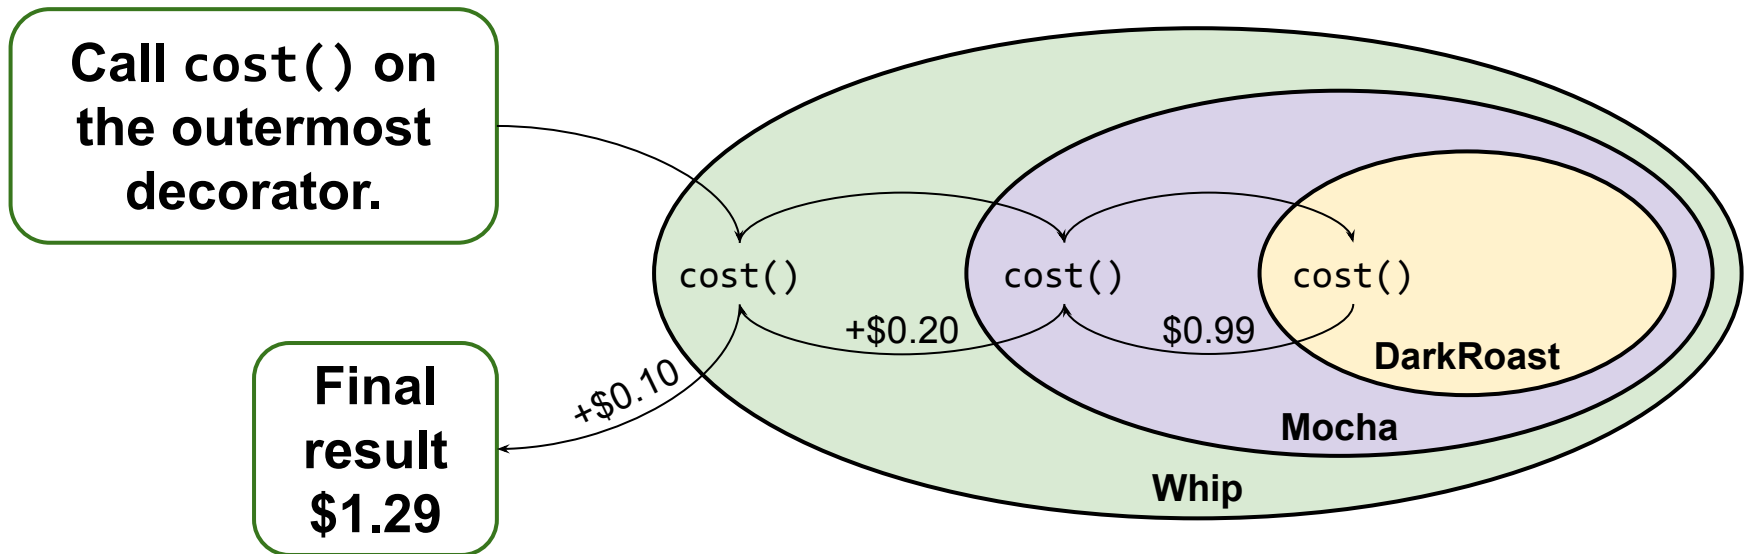 Call cost() on
the outermost
decorator.
cost()
cost()
cost()
+$0.20
$0.99
DarkRoast
+$0.10
Mocha
Whip
Final
result
$1.29